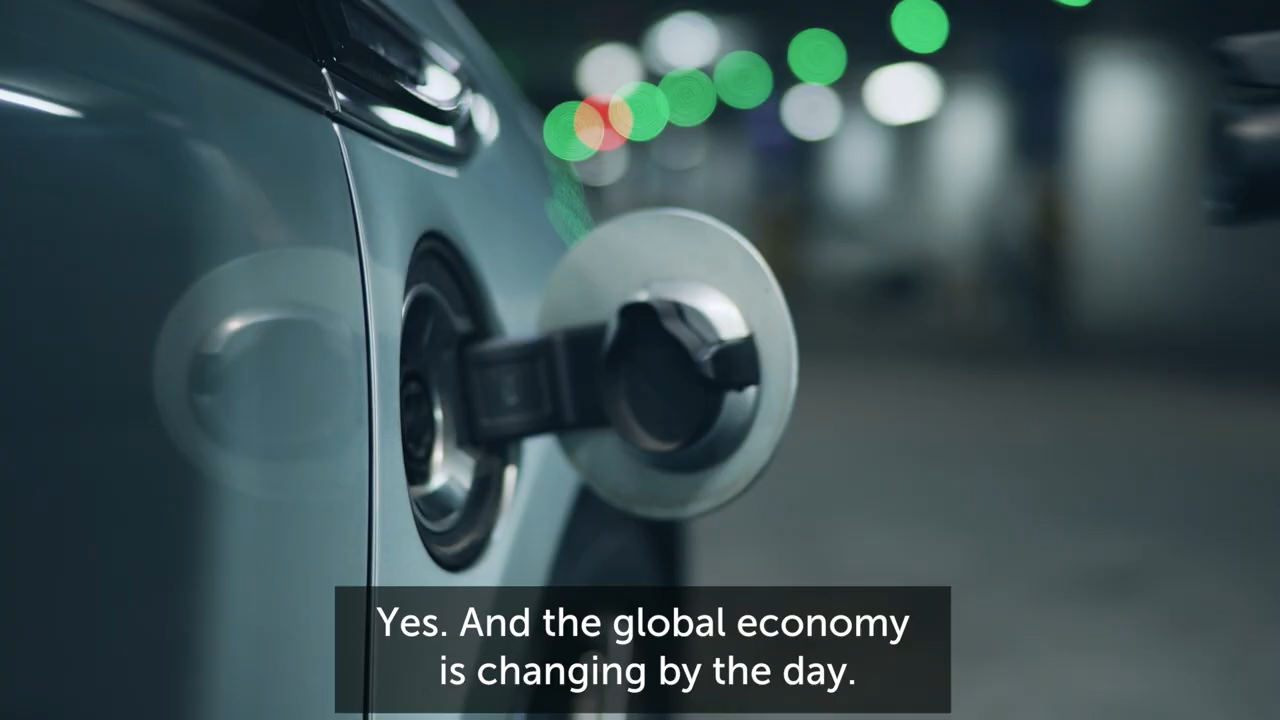 Yes. And the global economy
is changing by the day.